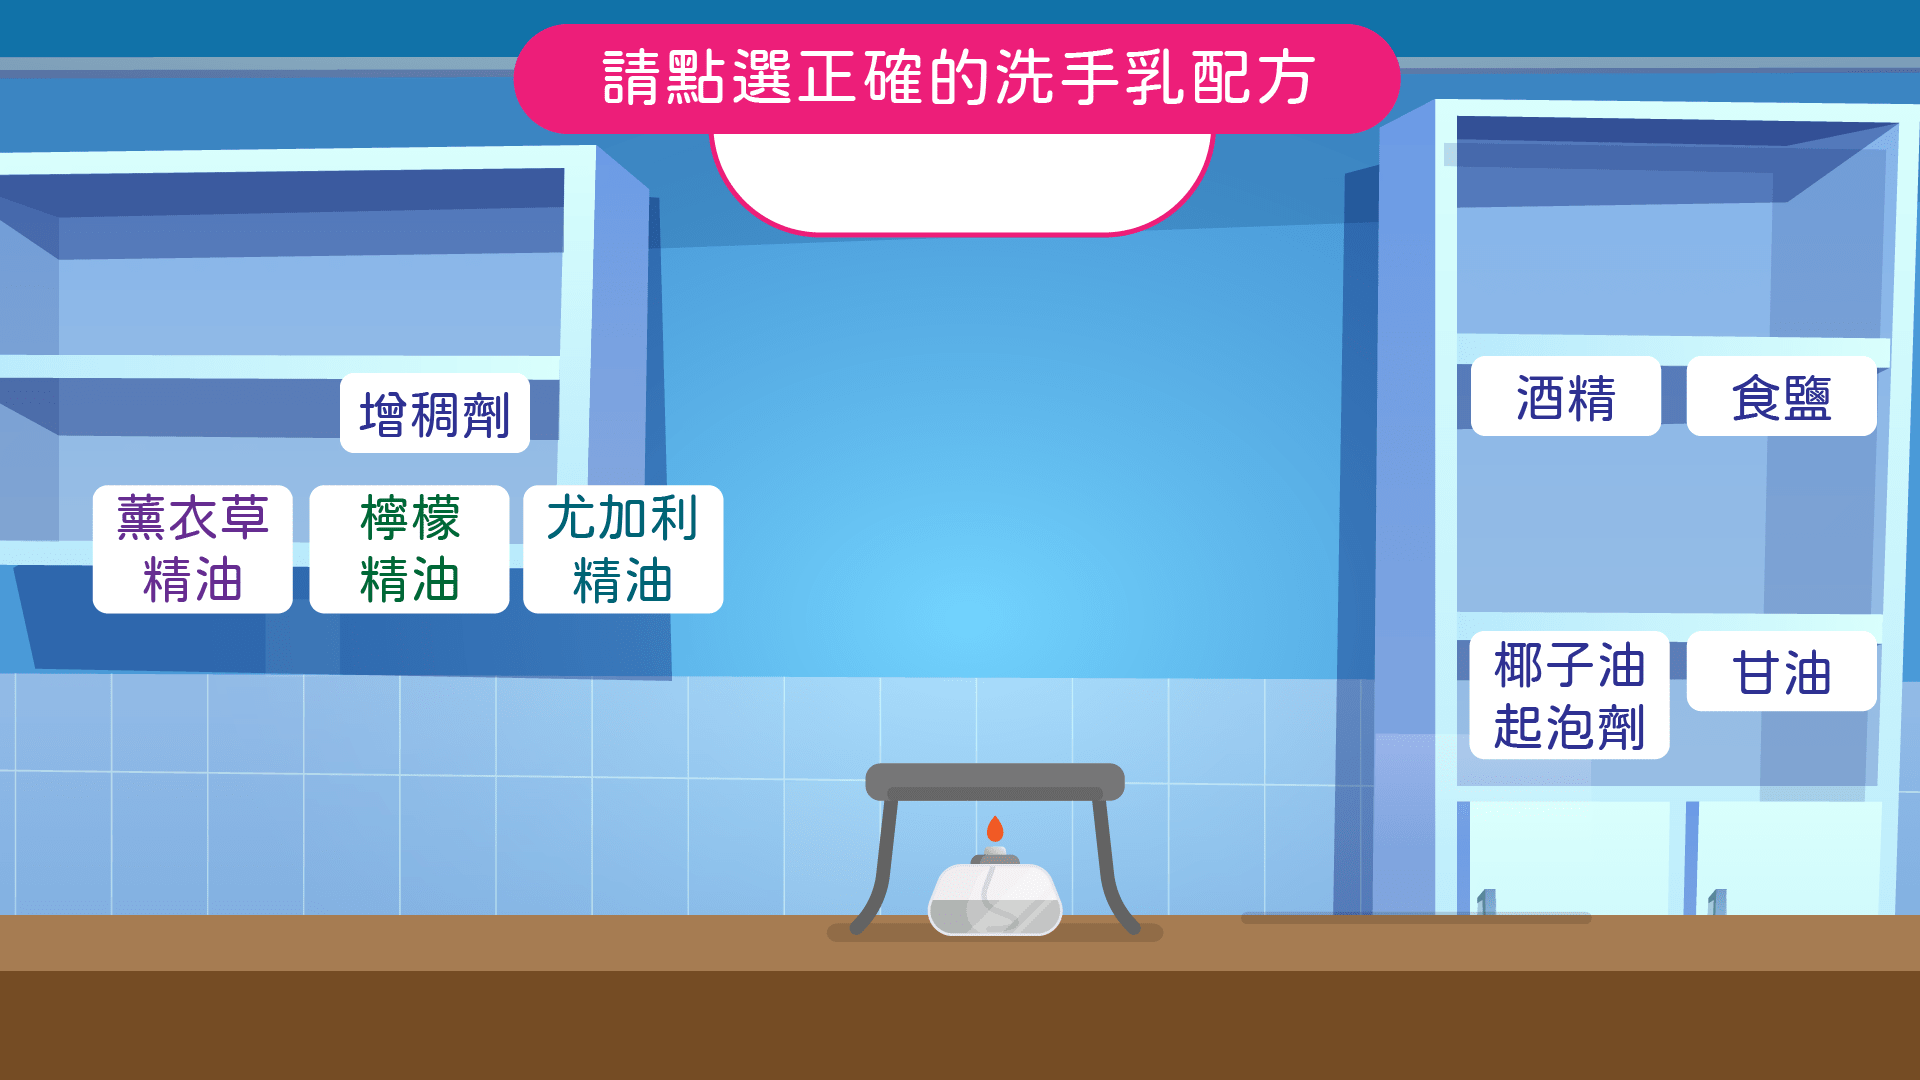 請點選正確的洗手乳配方
增稠劑
薰衣草
精油
檸檬
精油
尤加利
精油
酒精
食鹽
椰子油
起泡劑
甘油